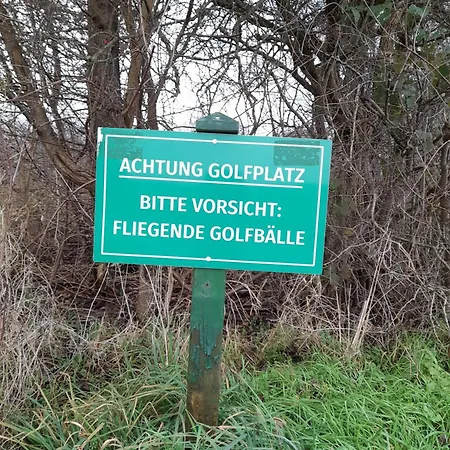 ACHTUNG GOLFPLATZ
BITTE VORSICHT:
FLIEGENDE GOLFBÄLLE